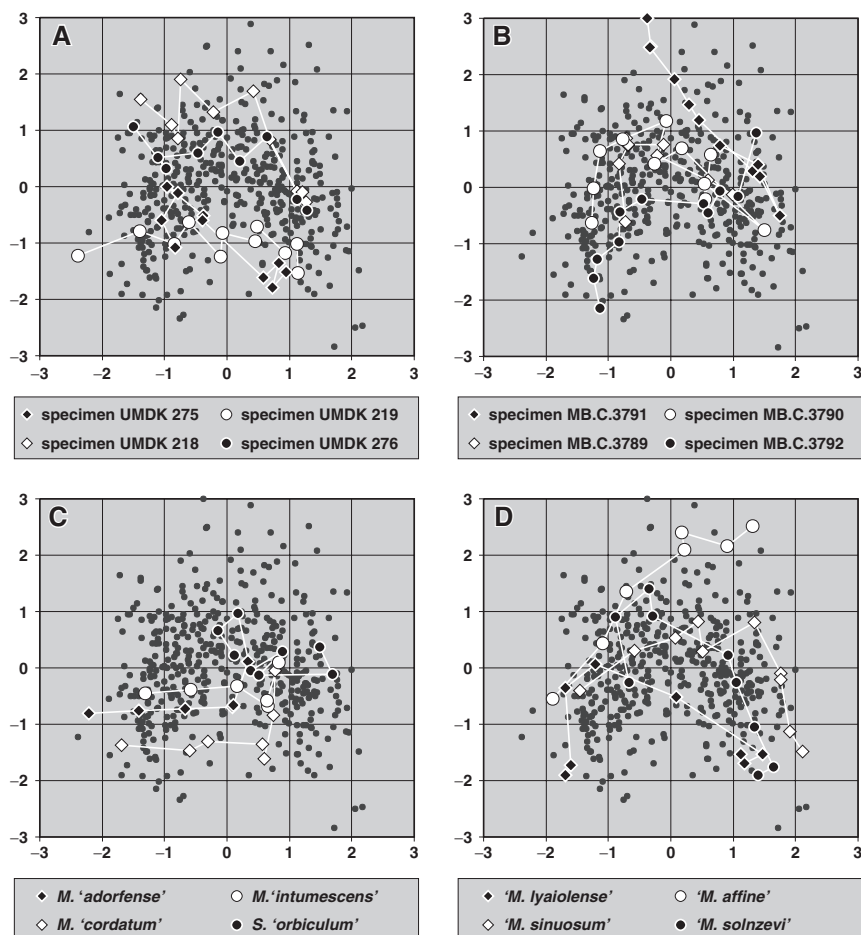 A
B
3
2
1
0
−1
−2
−3
−3 −2 −1 0 1 2 3
3
2
1
0
−1
−2
−3
−3 −2 −1 0 1 2 3
specimen UMDK 275 specimen UMDK 219
specimen UMDK 218 specimen UMDK 276
specimen MB.C.3791 specimen MB.C.3790
specimen MB.C.3789 specimen MB.C.3792
C
D
3
2
1
0
−1
−2
−3
−3 −2 −1 0 1 2 3
3
2
1
0
−1
−2
−3
−3 −2 −1 0 1 2
M. ‘adorfense’ M. ‘intumescens’
M. ‘cordatum’ S. ‘orbiculum’
‘M. lyaiolense’ ‘M. affine’
‘M. sinuosum’ ‘M. solnzevi’